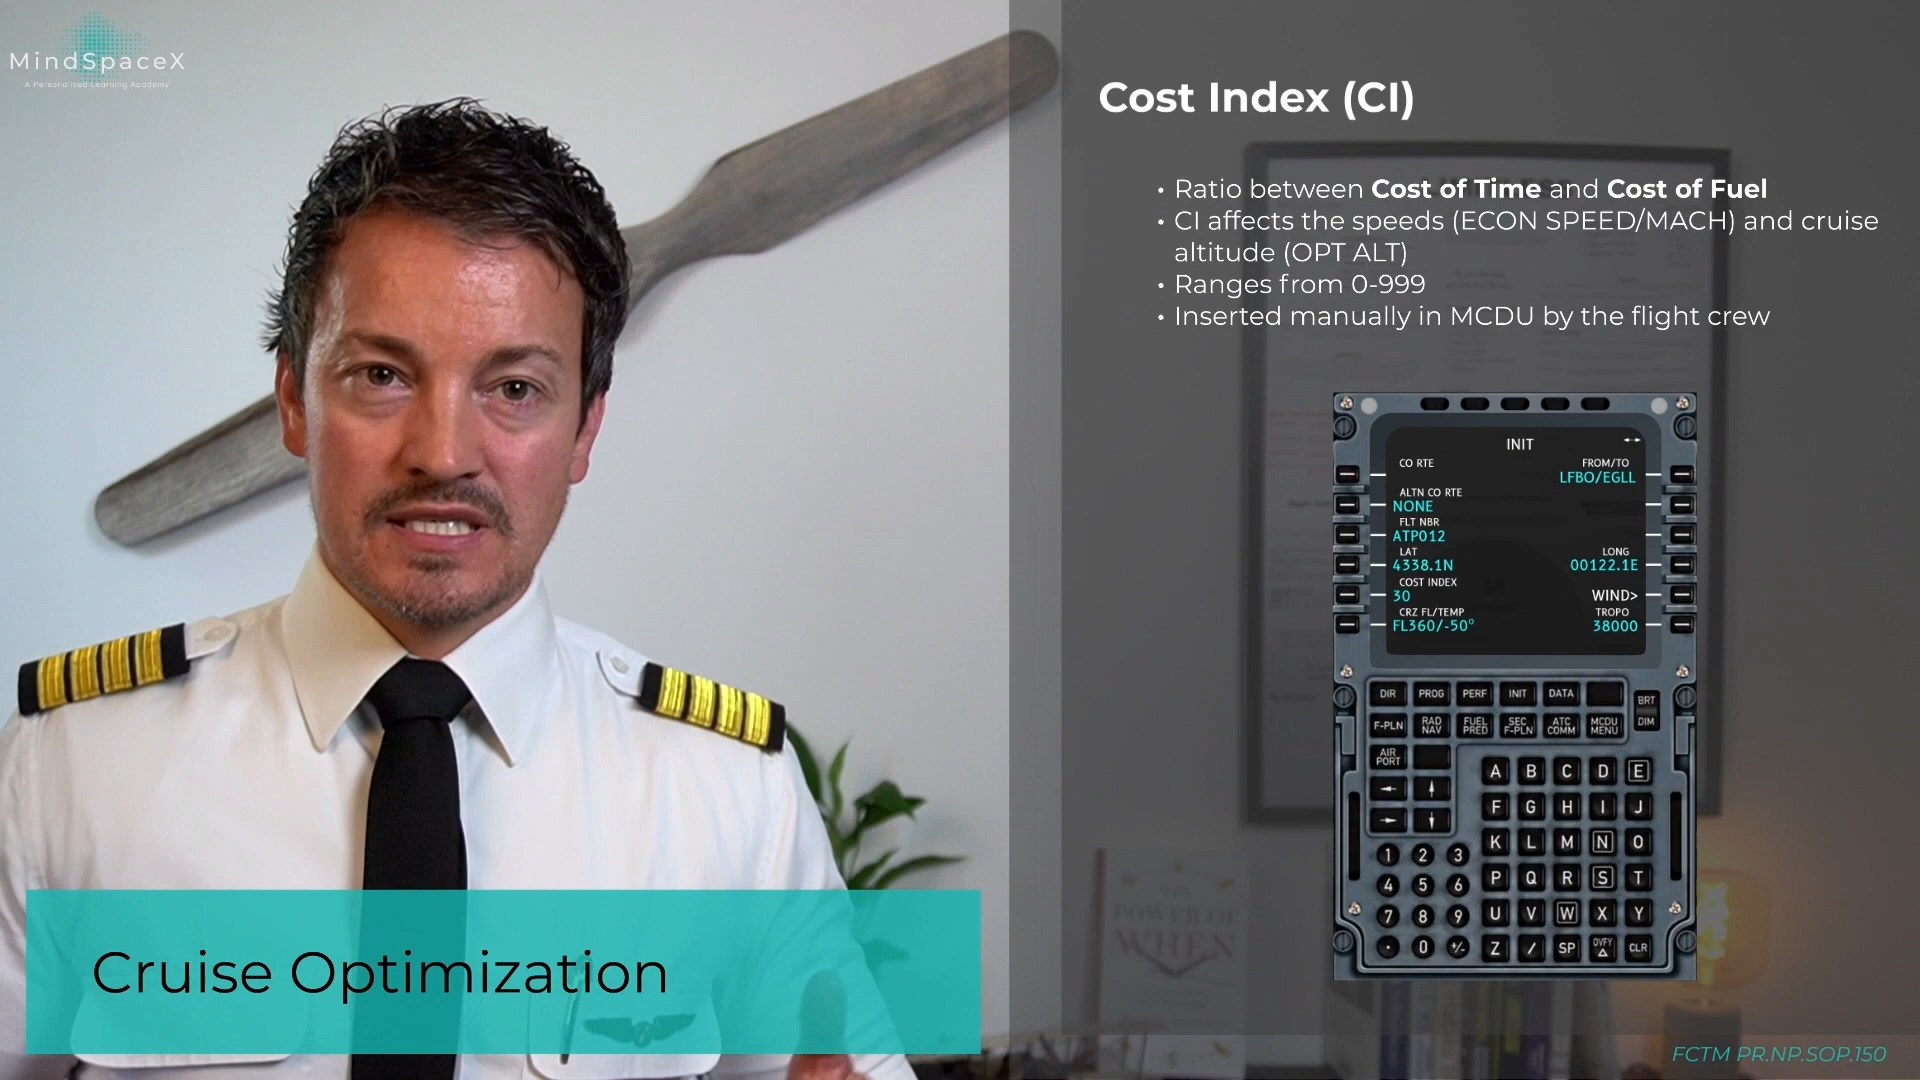 MindSpaceX
A Personalised Learning Academy
Cost Index (CI)
• Ratio between Cost of Time and Cost of Fuel
• CI affects the speeds (ECON SPEED/MACH) and cruise
altitude (OPT ALT)
• Ranges from 0-999
• Inserted manually in MCDU by the flight crew
INIT
CO RTE FROM/TO
LFBO/EGLL
ALTN CO RTE
NONE
FLT NBR
ATP012
LAT LONG
4338.1N 00122.1E
COST INDEX
30 WIND>
CRZ FL/TEMP TROPO
FL360/-50° 38000
DIR PROG PERF INIT DATA
BRT
DIM
F-PLN RAD NAV FUEL PRED SEC F-PLN ATC COMM MCDU MENU
AIR PORT
A B C D E
F G H I J
K L M N O
1 2 3
P Q R S T
4 5 6
U V W X Y
7 8 9
Z / SP OVFY Δ CLR
. 0 +/-
POWER OF
WHEN
Cruise Optimization
FCTM PR.NP.SOP.150